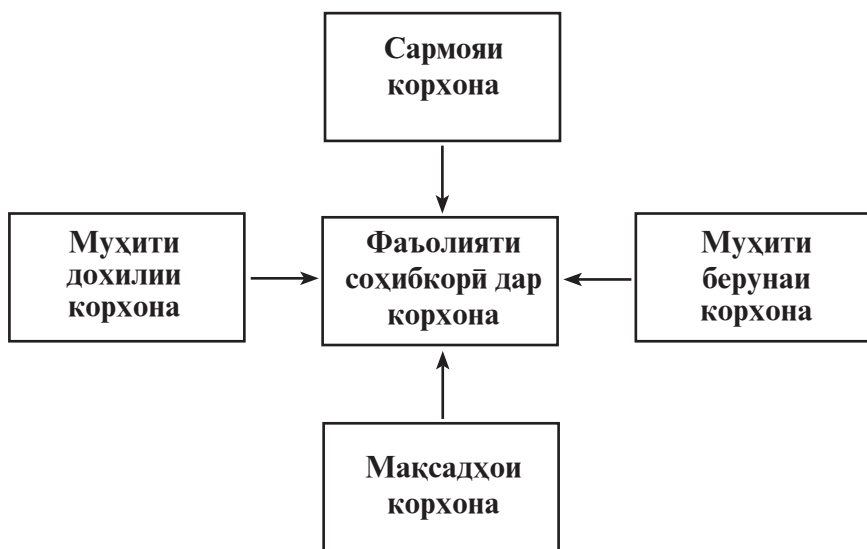 Сармояи
корхона
Муҳити
дохилии
корхона
Фаъолияти
соҳибкорӣ дар
корхона
Муҳити
берунаи
корхона
Мақсадҳои
корхона